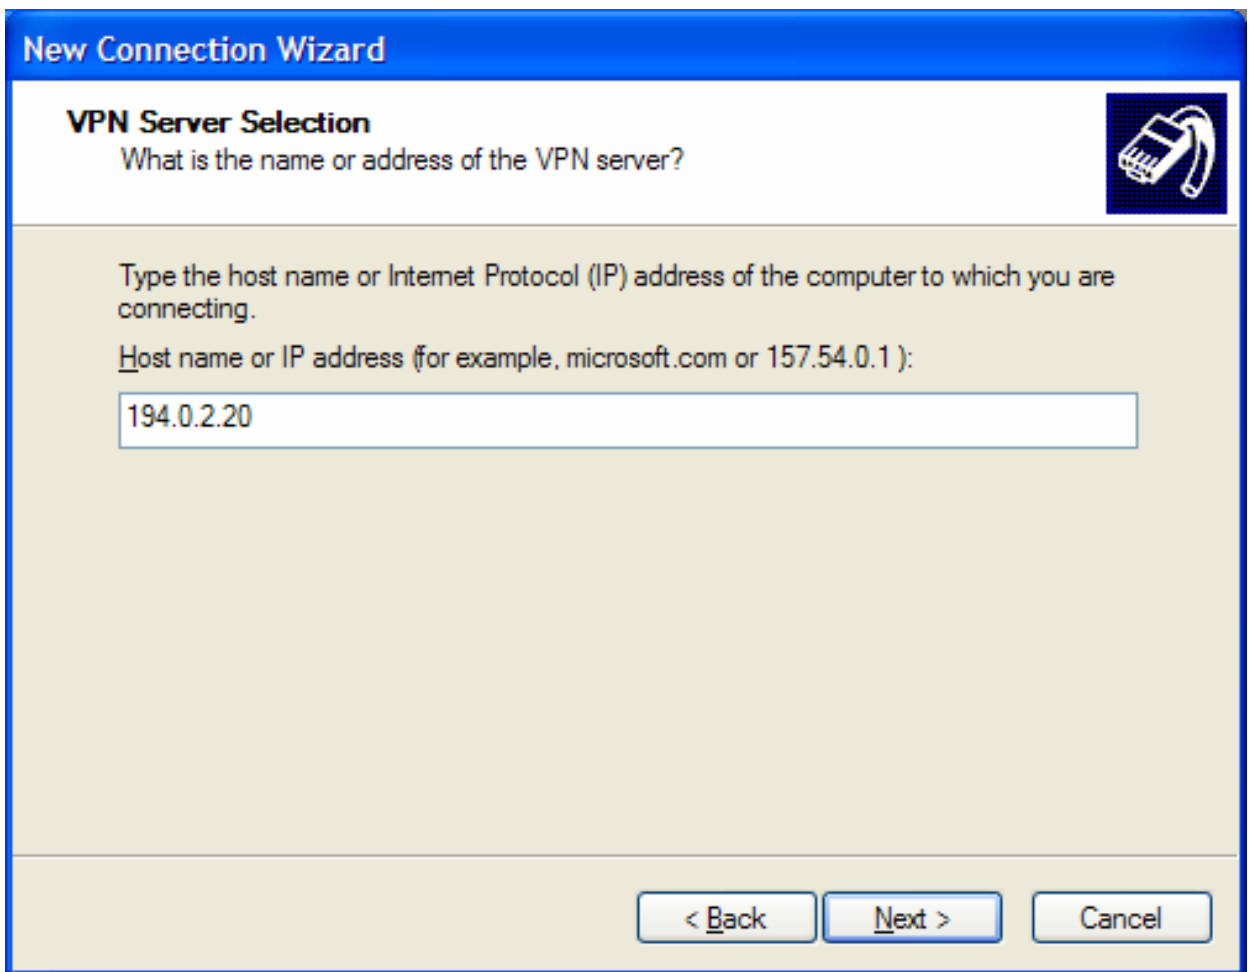 New Connection Wizard
VPN Server Selection
What is the name or address of the VPN server?
Type the host name or Internet Protocol (IP) address of the computer to which you are
connecting.
Host name or IP address (for example, microsoft.com or 157.54.0.1 ):
194.0.2.20
< Back Next > Cancel